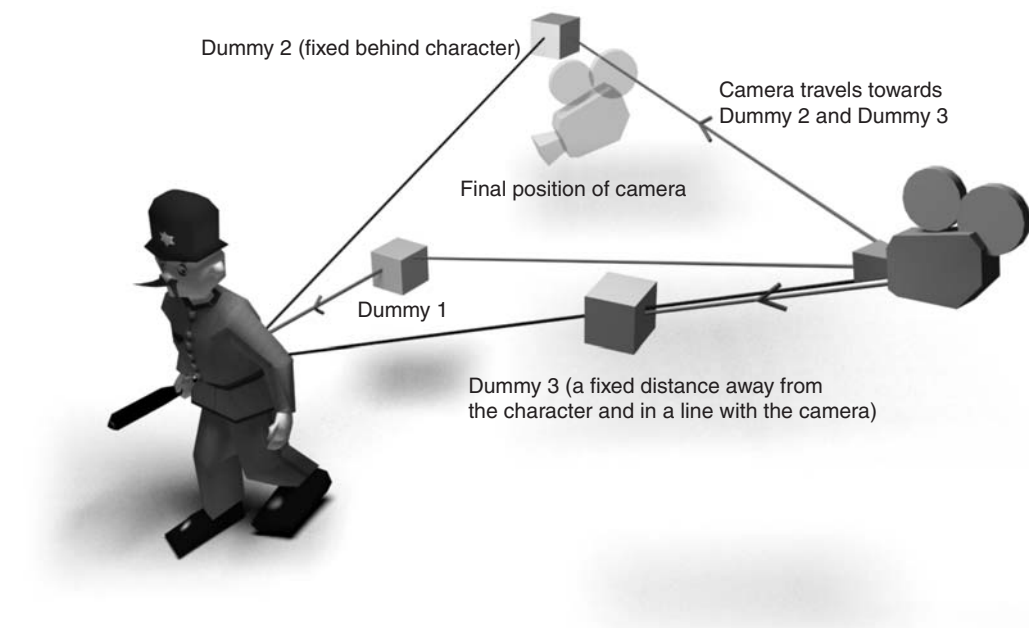 Dummy 2 (fixed behind character)
Camera travels towards
Dummy 2 and Dummy 3
Final position of camera
Dummy 1
Dummy 3 (a fixed distance away from
the character and in a line with the camera)